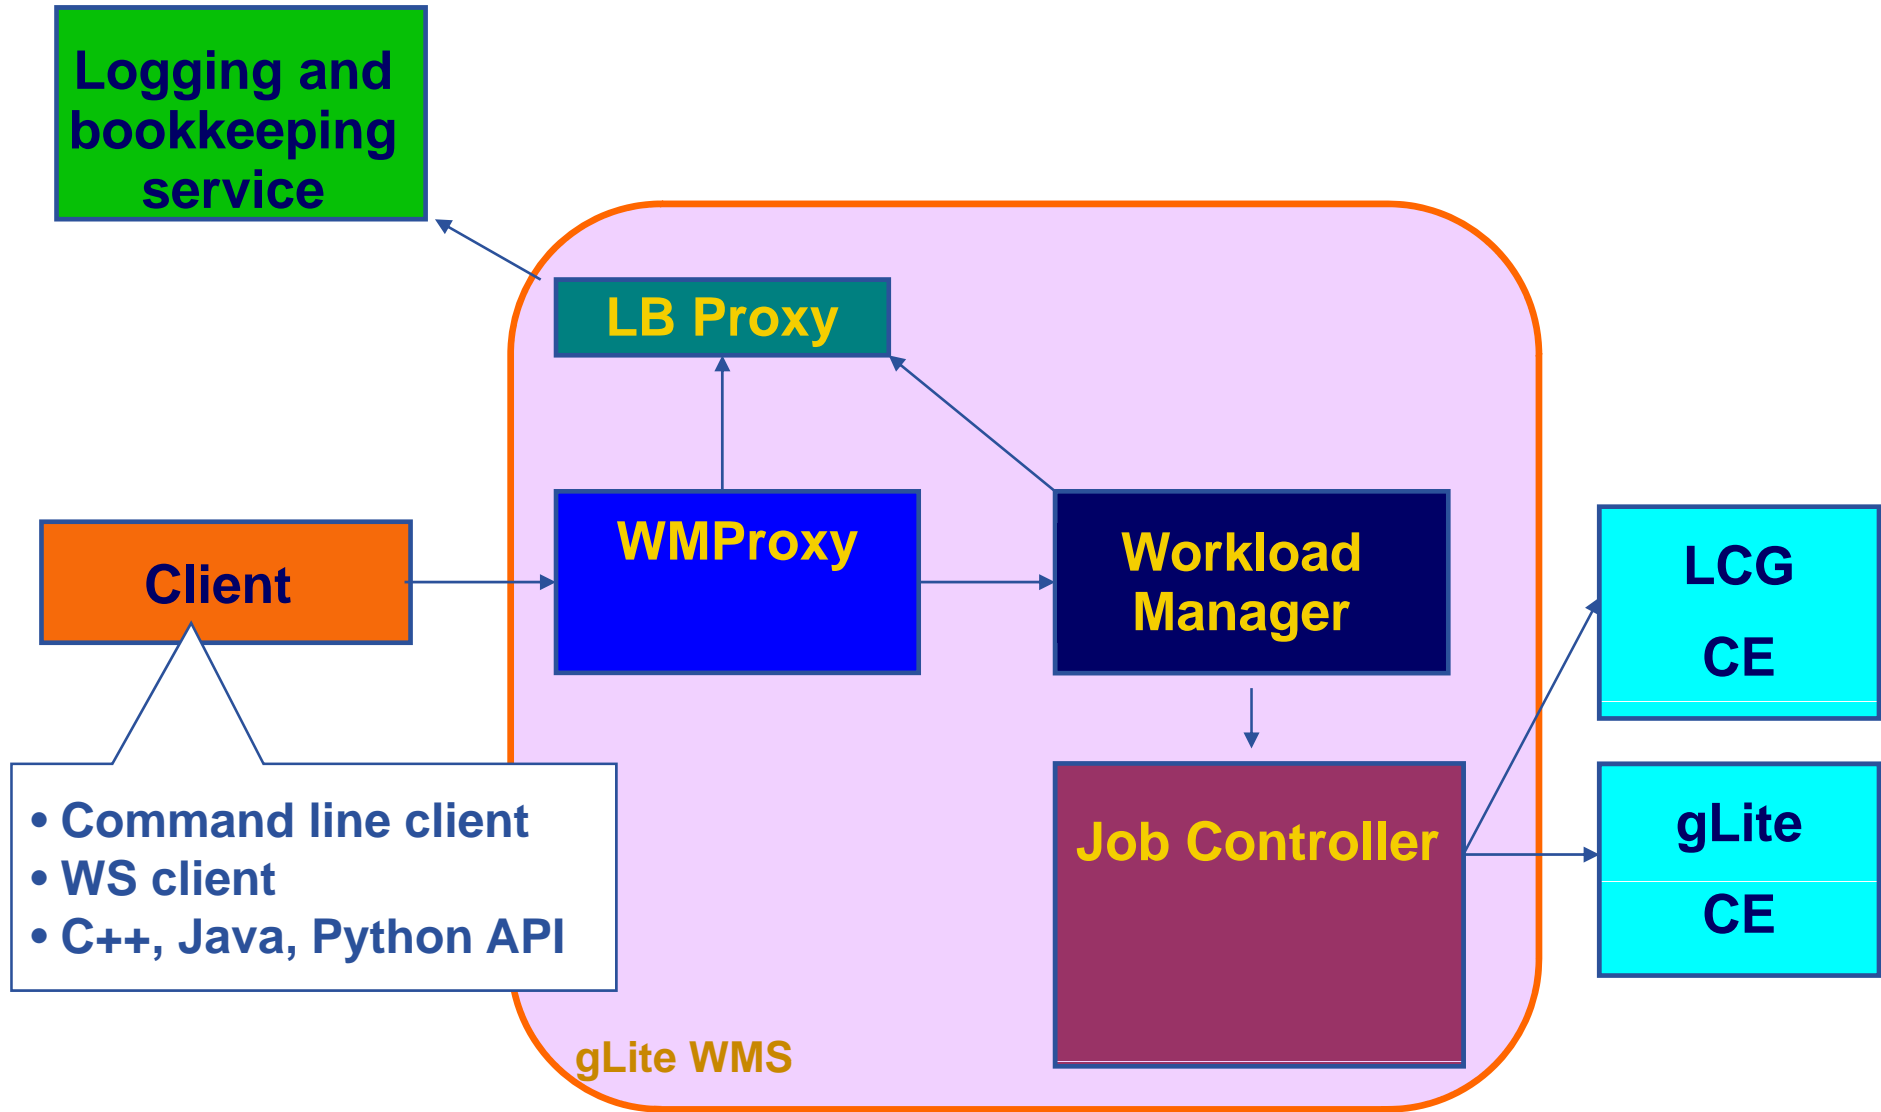 Logging and
bookkeeping
service
LB Proxy
WMProxy
Client
Workload
Manager
LCG
CE
• Command line client
• WS client
• C++, Java, Python API
Job Controller
gLite
CE
gLite WMS